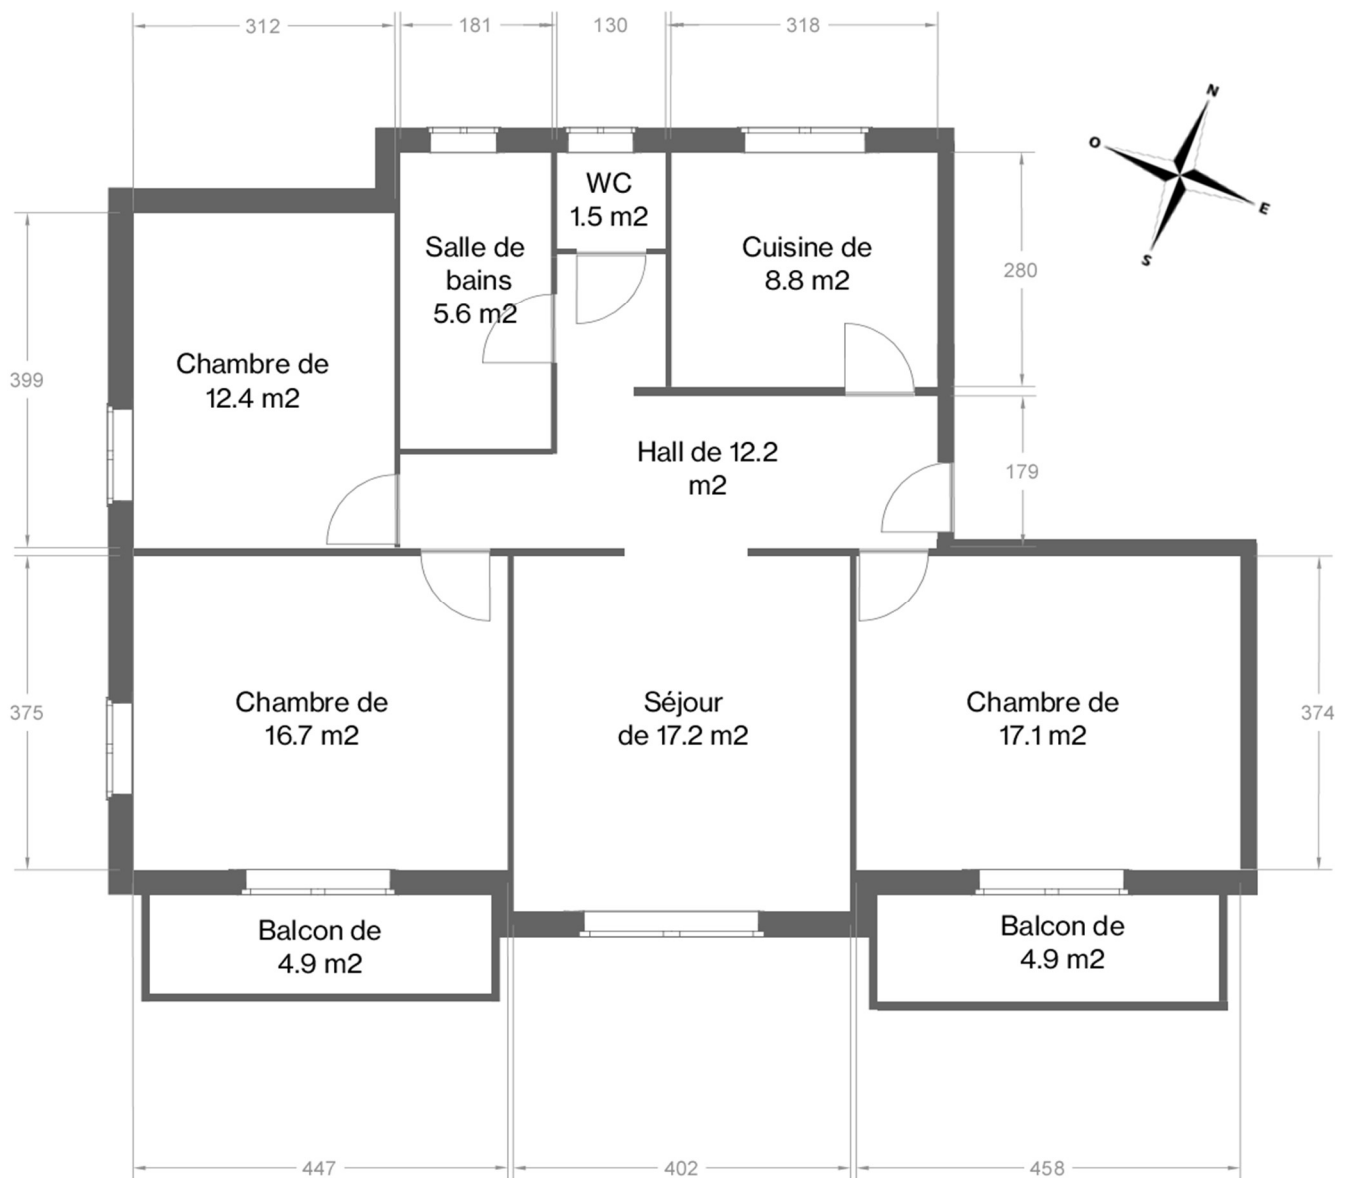 312
181
130
318
N
O
E
S
WC
1.5 m2
Salle de
bains
5.6 m2
Cuisine de
8.8 m2
280
Chambre de
12.4 m2
399
Hall de 12.2
m2
179
Chambre de
16.7 m2
Séjour
de 17.2 m2
Chambre de
17.1 m2
375
374
Balcon de
4.9 m2
Balcon de
4.9 m2
447
402
458